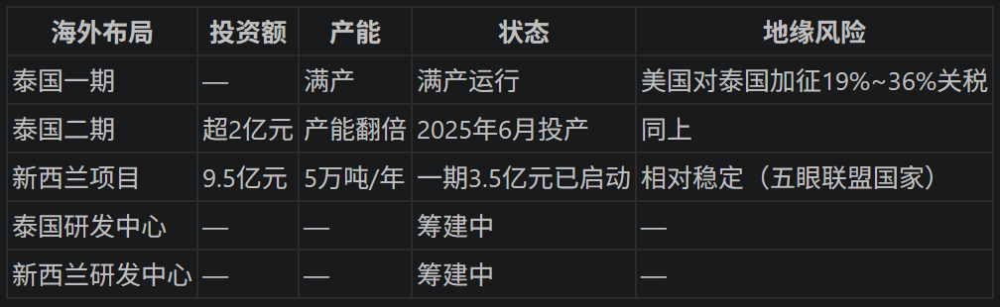 海外布局 投资额 产能 状态 地缘风险
泰国一期 — 满产 满产运行 美国对泰国加征19%~36%关税
泰国二期 超2亿元 产能翻倍 2025年6月投产 同上
新西兰项目 9.5亿元 5万吨/年 一期3.5亿元已启动 相对稳定（五眼联盟国家）
泰国研发中心 — — 筹建中 —
新西兰研发中心 — — 筹建中 —